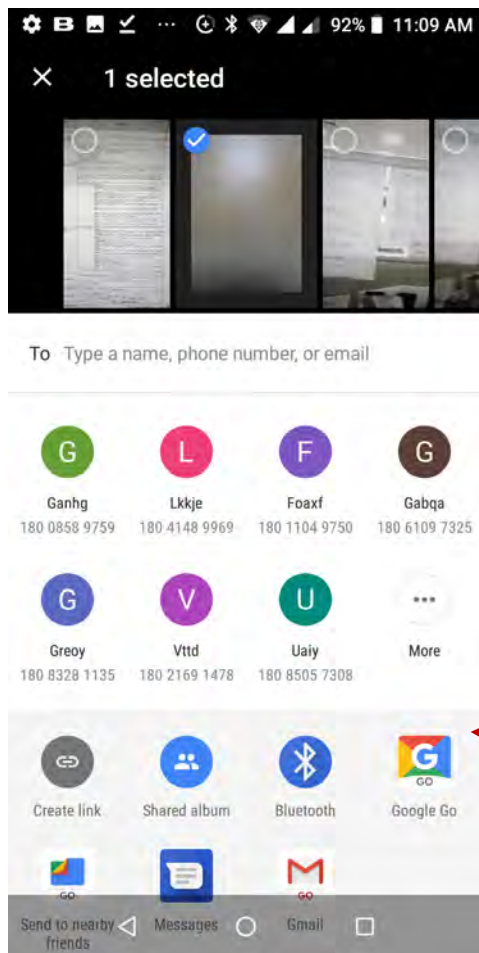 92% 11:09 AM
1 selected
To Type a name, phone number, or email
G L F G
Ganhg Lkkje Foaxf Gabqa
180 0858 9759 180 4148 9969 180 1104 9750 180 6109 7325
G V U
Greoy Vttd Uaiy More
180 8328 1135 180 2169 1478 180 8505 7308
G
GO
Create link Shared album Bluetooth Google Go
GO GO
Send to nearby friends Messages Gmail